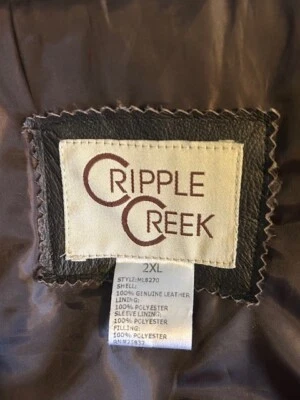 CRIPPLE
CREEK
2XL
STYLE:ML8270
SHELL:
100% GENUINE LEATHER
LINING:
100% POLYESTER
SLEEVE LINING:
100% POLYESTER
FILLING:
100% POLYESTER